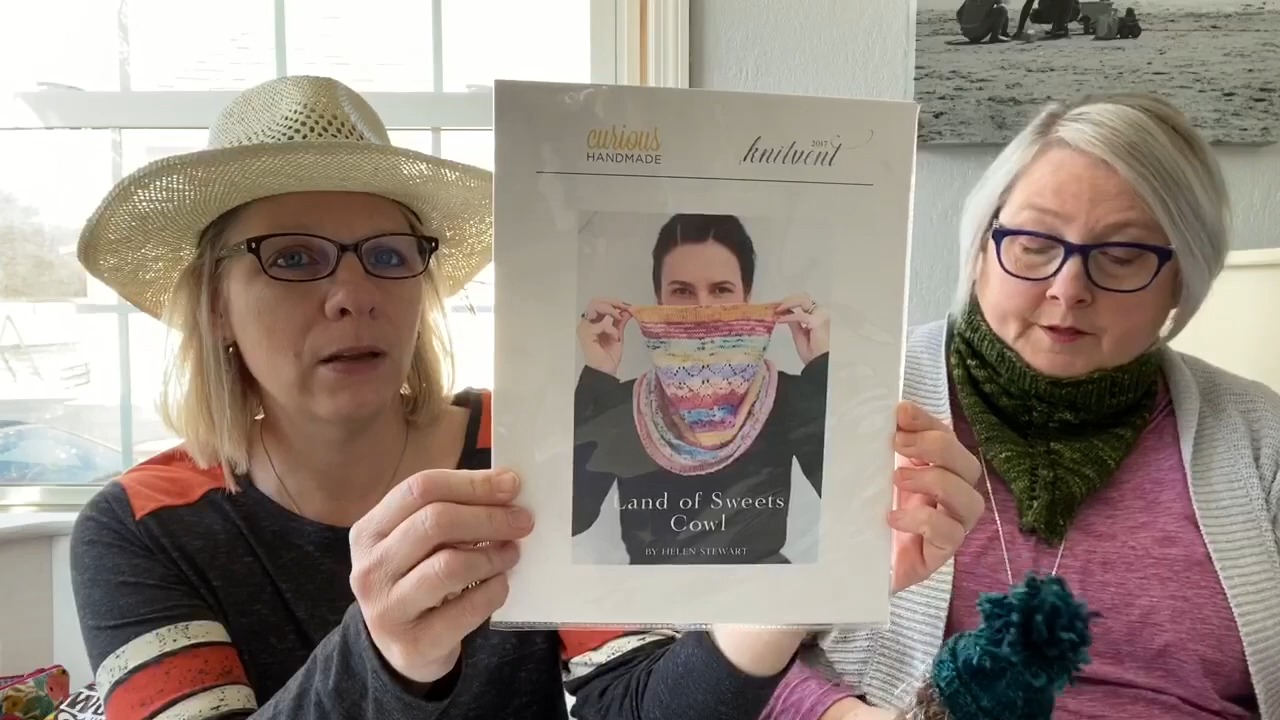 curious
HANDMADE
2017
knitvent
Land of Sweets
Cowl
BY HELEN STEWART